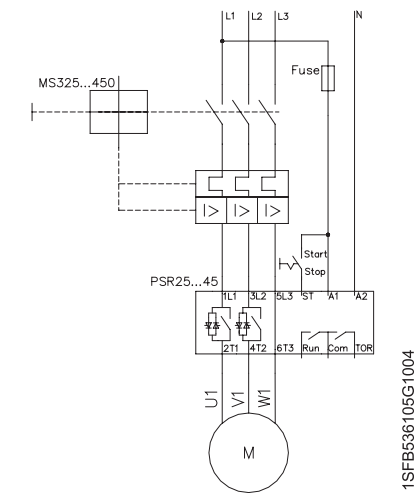 L1 L2 L3 N
Fuse
MS325...450
I> I> I>
Start
Stop
PSR25...45
1L1 3L2 5L3 ST A1 A2
2T1 4T2 6T3 Run Com TOR
U1 V1 W1
M
1SFB536105G1004